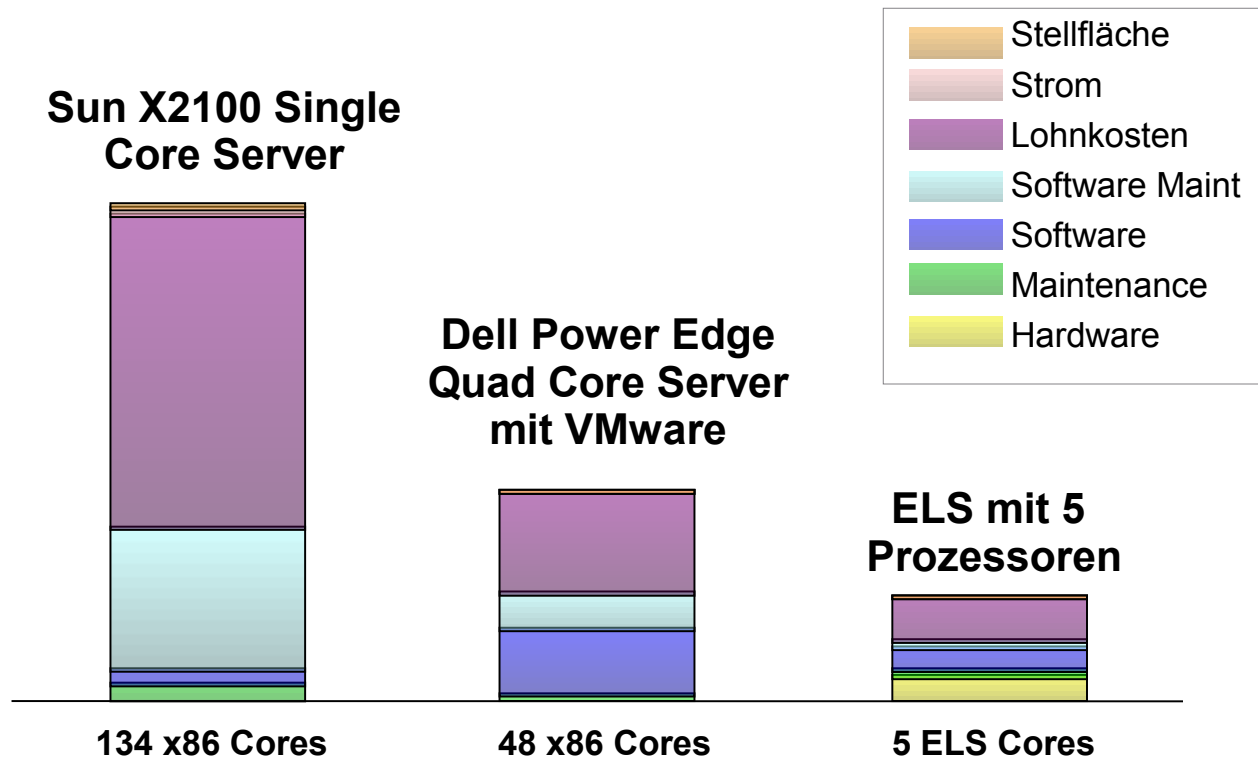 Stellfläche
Strom
Lohnkosten
Software Maint
Software
Maintenance
Hardware
Sun X2100 Single
Core Server
Dell Power Edge
Quad Core Server
mit VMware
ELS mit 5
Prozessoren
134 x86 Cores
48 x86 Cores
5 ELS Cores